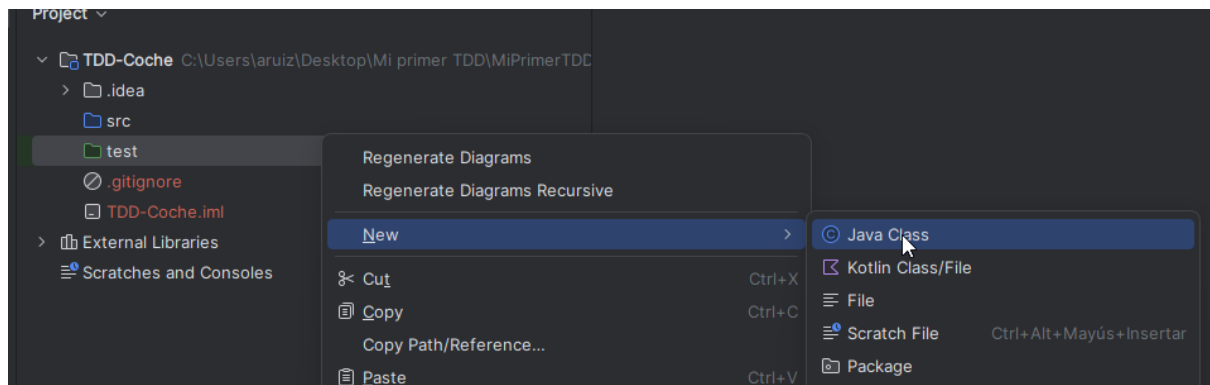 Project
TDD-Coche C:\Users\aruiz\Desktop\Mi primer TDD\MiPrimerTDD
.idea
src
test
.gitignore
TDD-Coche.iml
External Libraries
Scratches and Consoles
Regenerate Diagrams
Regenerate Diagrams Recursive
New
Cut Ctrl+X
Copy Ctrl+C
Copy Path/Reference...
Paste Ctrl+V
Java Class
Kotlin Class/File
File
Scratch File Ctrl+Alt+Mayús+Insertar
Package